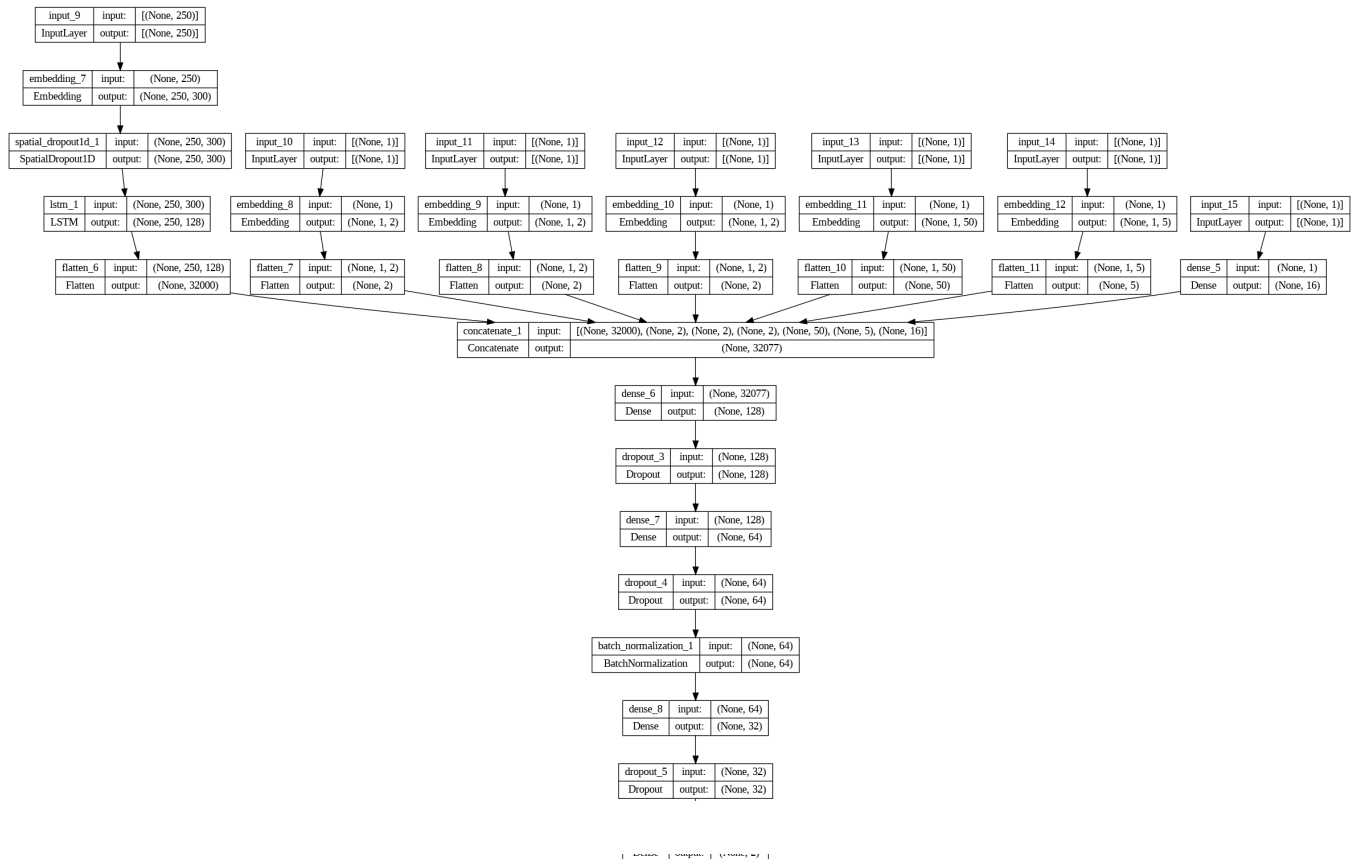 input_9 input: [(None, 250)]
InputLayer output: [(None, 250)]
embedding_7 input: (None, 250)
Embedding output: (None, 250, 300)
spatial_dropout1d_1 input: (None, 250, 300)
SpatialDropout1D output: (None, 250, 300)
input_10 input: [(None, 1)]
InputLayer output: [(None, 1)]
input_11 input: [(None, 1)]
InputLayer output: [(None, 1)]
input_12 input: [(None, 1)]
InputLayer output: [(None, 1)]
input_13 input: [(None, 1)]
InputLayer output: [(None, 1)]
input_14 input: [(None, 1)]
InputLayer output: [(None, 1)]
lstm_1 input: (None, 250, 300)
LSTM output: (None, 250, 128)
embedding_8 input: (None, 1)
Embedding output: (None, 1, 2)
embedding_9 input: (None, 1)
Embedding output: (None, 1, 2)
embedding_10 input: (None, 1)
Embedding output: (None, 1, 2)
embedding_11 input: (None, 1)
Embedding output: (None, 1, 50)
embedding_12 input: (None, 1)
Embedding output: (None, 1, 5)
input_15 input: [(None, 1)]
InputLayer output: [(None, 1)]
flatten_6 input: (None, 250, 128)
Flatten output: (None, 32000)
flatten_7 input: (None, 1, 2)
Flatten output: (None, 2)
flatten_8 input: (None, 1, 2)
Flatten output: (None, 2)
flatten_9 input: (None, 1, 2)
Flatten output: (None, 2)
flatten_10 input: (None, 1, 50)
Flatten output: (None, 50)
flatten_11 input: (None, 1, 5)
Flatten output: (None, 5)
dense_5 input: (None, 1)
Dense output: (None, 16)
concatenate_1 input: [(None, 32000), (None, 2), (None, 2), (None, 2), (None, 50), (None, 5), (None, 16)]
Concatenate output: (None, 32077)
dense_6 input: (None, 32077)
Dense output: (None, 128)
dropout_3 input: (None, 128)
Dropout output: (None, 128)
dense_7 input: (None, 128)
Dense output: (None, 64)
dropout_4 input: (None, 64)
Dropout output: (None, 64)
batch_normalization_1 input: (None, 64)
BatchNormalization output: (None, 64)
dense_8 input: (None, 64)
Dense output: (None, 32)
dropout_5 input: (None, 32)
Dropout output: (None, 32)